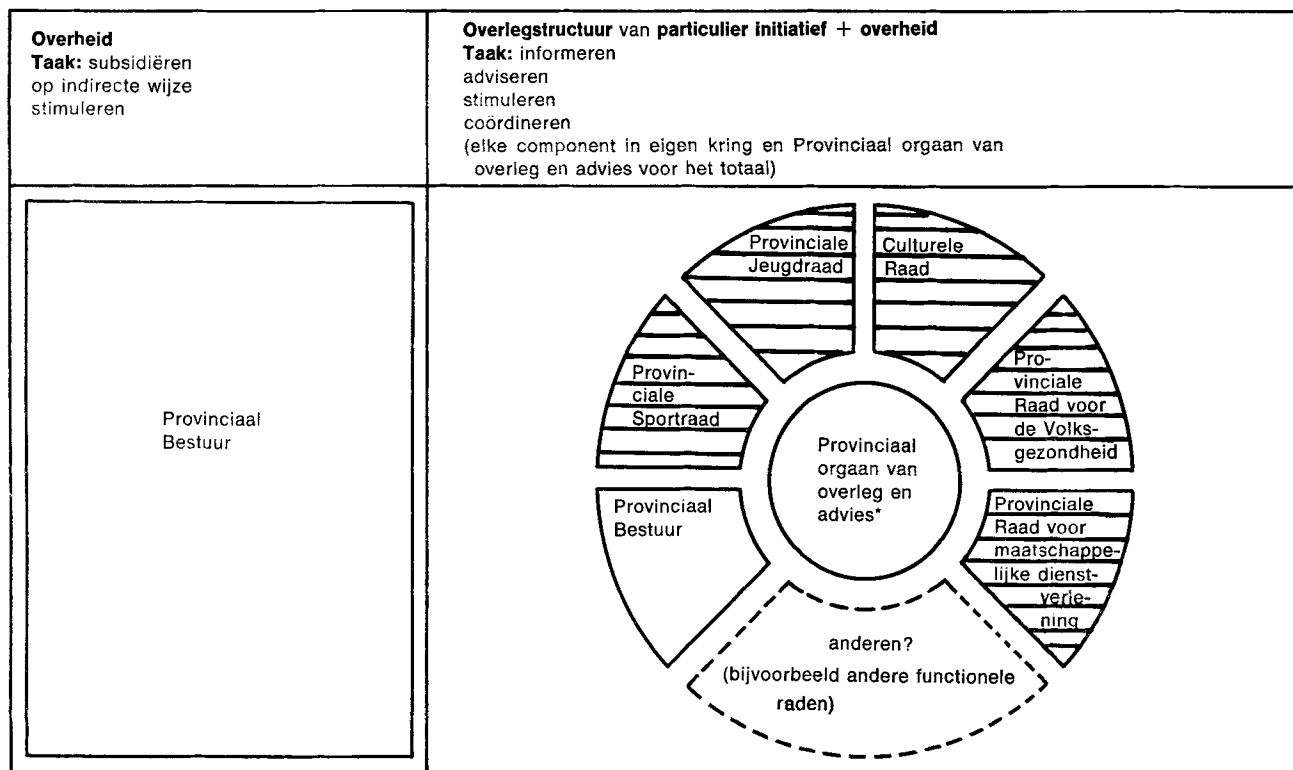 Overheid
Taak: subsidiëren
op indirecte wijze
stimuleren
Overlegstructuur van particulier initiatief + overheid
Taak: informeren
adviseren
stimuleren
coördineren
(elke component in eigen kring en Provinciaal orgaan van
overleg en advies voor het totaal)
Provinciaal
Bestuur
Provinciale
Jeugdraad
Culturele
Raad
Provin-
ciale
Sportraad
Pro-
vinciale
Raad voor
de Volks-
gezondheid
Provinciaal
orgaan van
overleg en
advies*
Provinciaal
Bestuur
Provinciale
Raad voor
maatschappe-
lijke dienst-
verle-
ning
anderen?
(bijvoorbeeld andere functionele
raden)